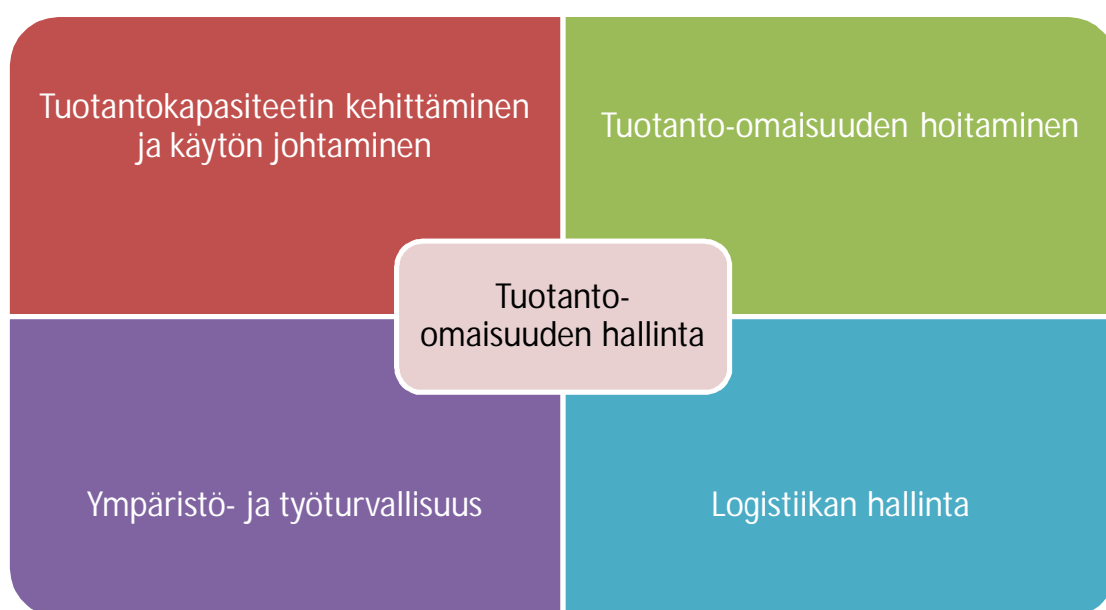 Tuotantokapasiteetin kehittäminen
ja käytön johtaminen
Tuotanto-omaisuuden hoitaminen
Tuotanto-
omaisuuden hallinta
Ympäristö- ja työturvallisuus
Logistiikan hallinta